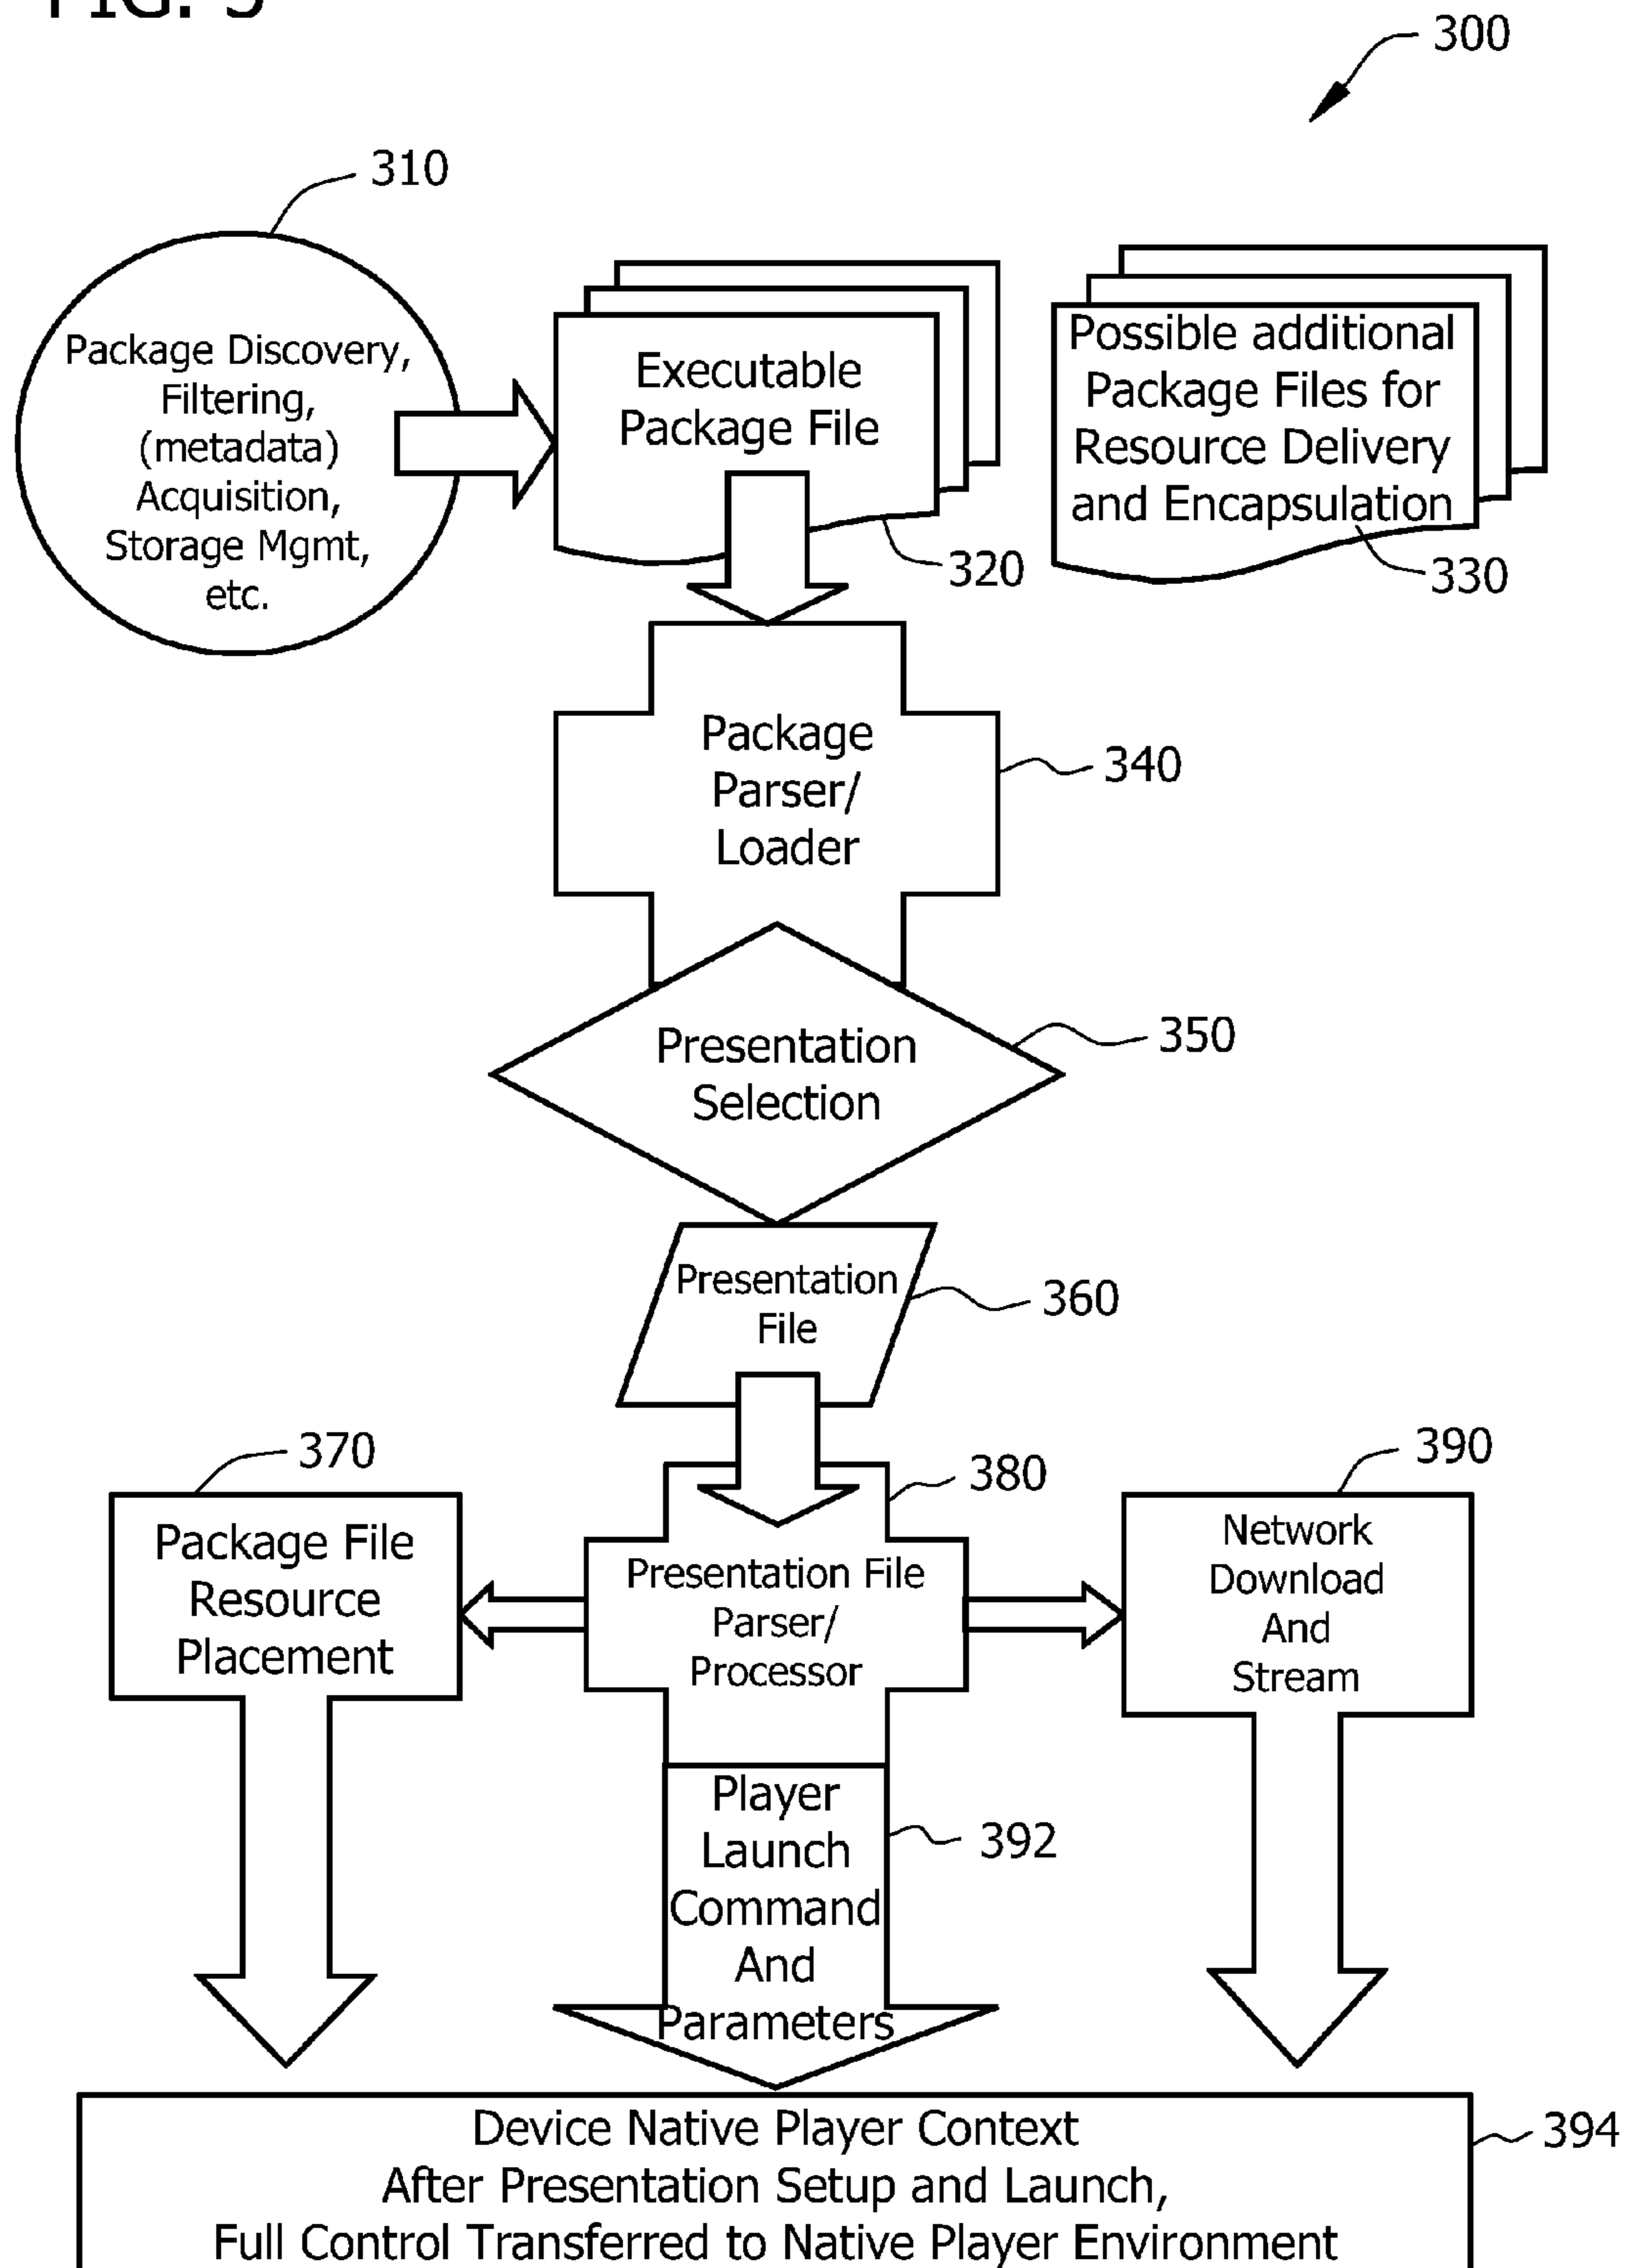 300
310
Package Discovery,
Filtering,
(metadata)
Acquisition,
Storage Mgmt,
etc.
Executable
Package File
320
Possible additional
Package Files for
Resource Delivery
and Encapsulation
330
Package
Parser/
Loader
340
Presentation
Selection
350
Presentation
File
360
370
Package File
Resource
Placement
380
Presentation File
Parser/
Processor
390
Network
Download
And
Stream
Player
Launch
Command
And
Parameters
392
Device Native Player Context
After Presentation Setup and Launch,
Full Control Transferred to Native Player Environment
394